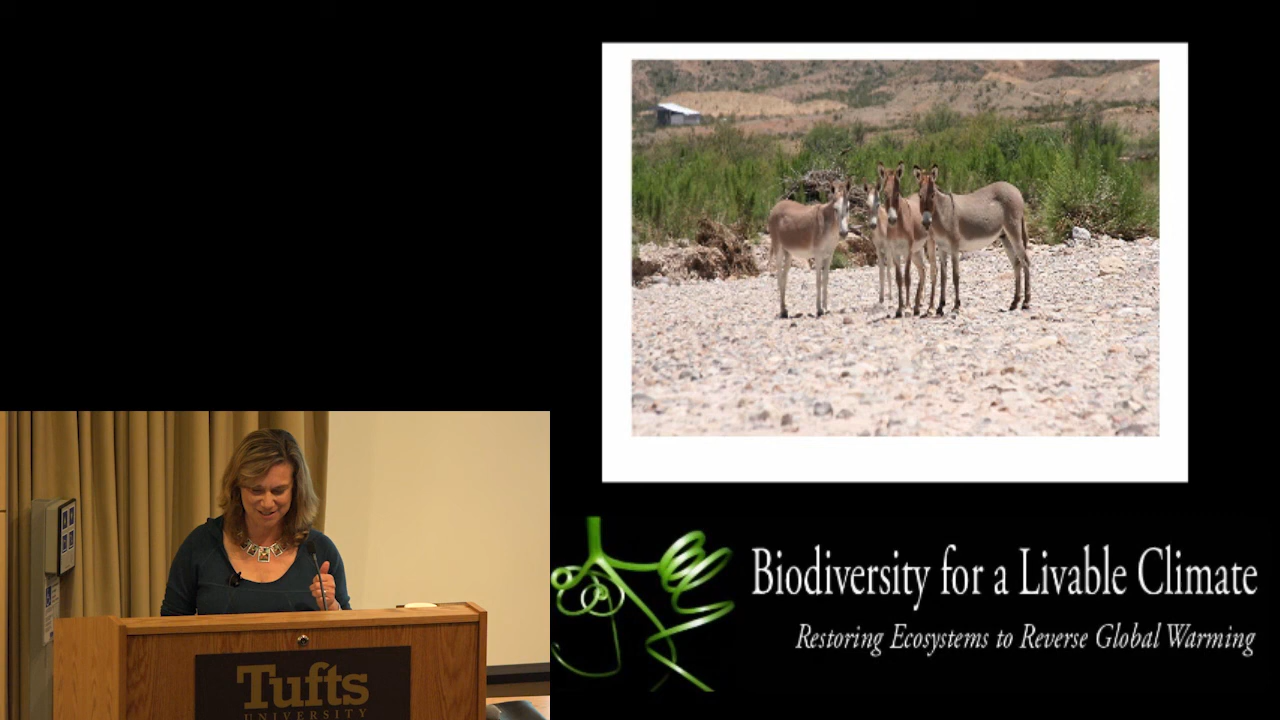 Biodiversity for a Livable Climate
Restoring Ecosystems to Reverse Global Warming
Tufts
UNIVERSITY